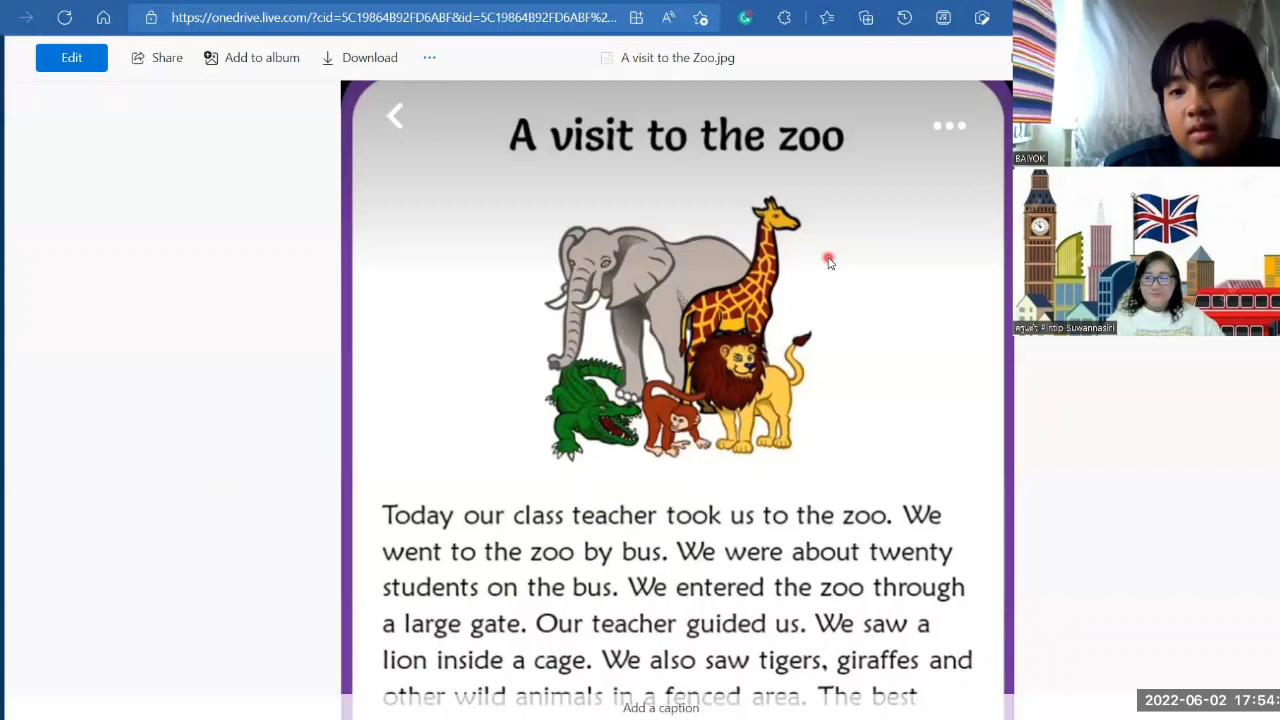 https://onedrive.live.com/?cid=5C19864B92FD6ABF&id=5C19864B92FD6ABF%2...
Edit
Share
Add to album
Download
A visit to the Zoo.jpg
A visit to the zoo
BAIYOK
Pintip Suwannasiri
Today our class teacher took us to the zoo. We
went to the zoo by bus. We were about twenty
students on the bus. We entered the zoo through
a large gate. Our teacher guided us. We saw a
lion inside a cage. We also saw tigers, giraffes and
other wild animals in a fenced area. The best
Add a caption
2022-06-02 17:54: